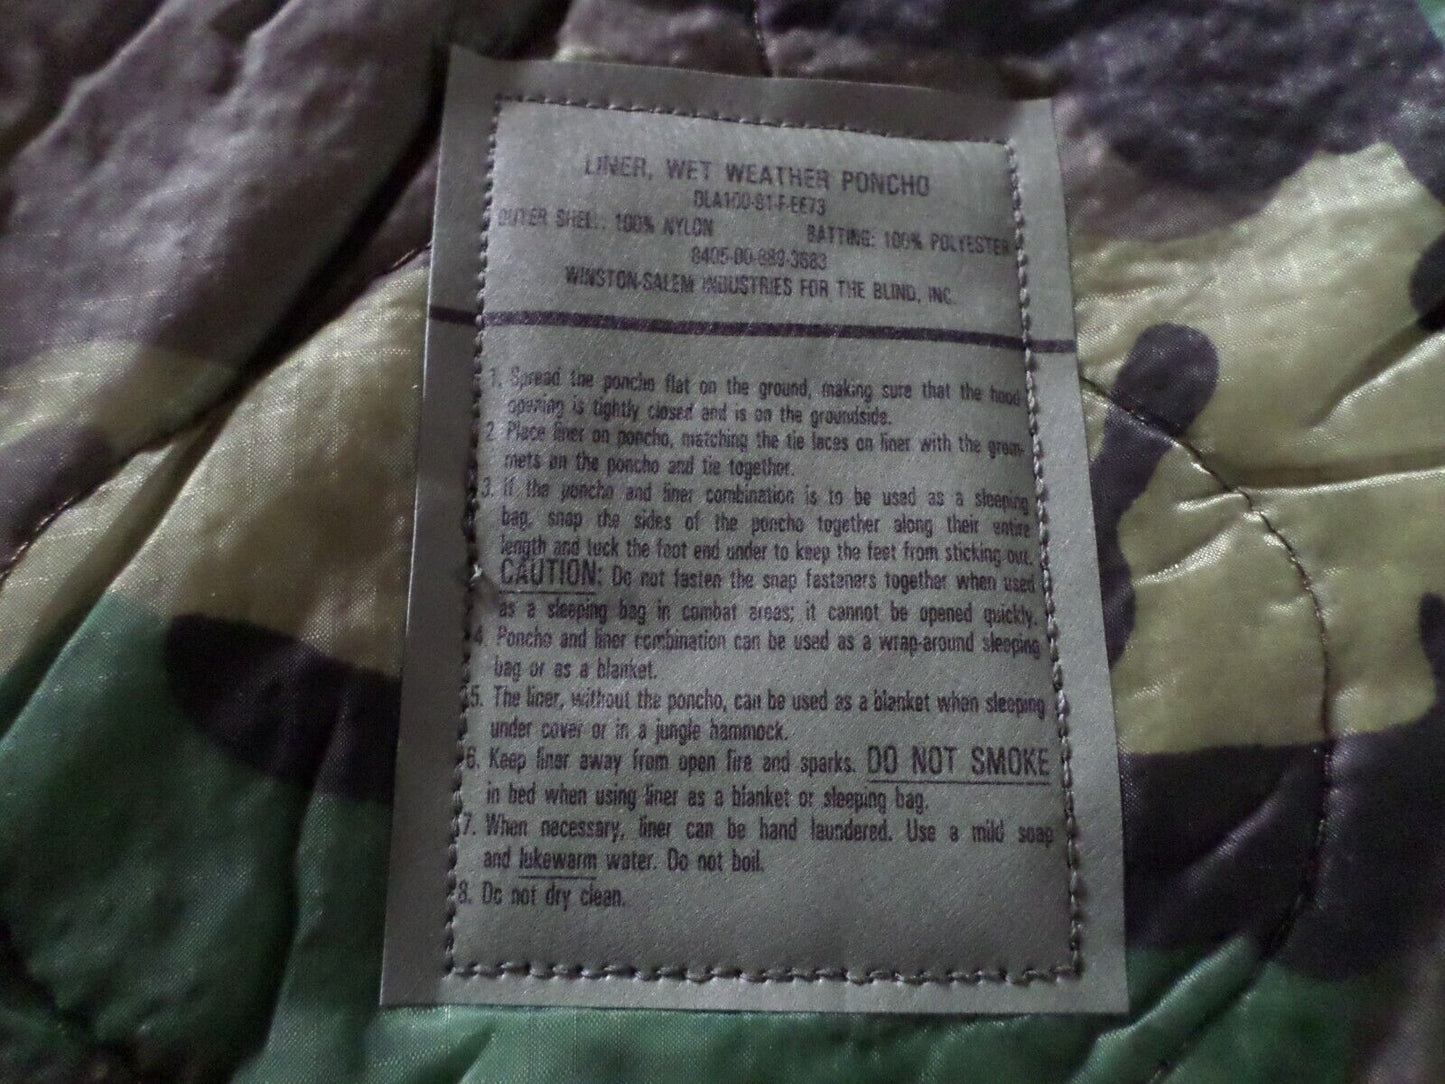 LINER, WET WEATHER PONCHO
DLA100-81-F-EE73
OUTER SHELL: 100% NYLON BATTING: 100% POLYESTER
8405-00-889-3683
WINSTON-SALEM INDUSTRIES FOR THE BLIND, INC.
1. Spread the poncho flat on the ground, making sure that the hood
opening is tightly closed and is on the groundside.
2. Place liner on poncho, matching the tie laces on liner with the grom-
mets on the poncho and tie together.
3. If the poncho and liner combination is to be used as a sleeping
bag, snap the sides of the poncho together along their entire
length and tuck the foot end under to keep the feet from sticking out.
CAUTION: Do not fasten the snap fasteners together when used
as a sleeping bag in combat areas; it cannot be opened quickly.
4. Poncho and liner combination can be used as a wrap-around sleeping
bag or as a blanket.
5. The liner, without the poncho, can be used as a blanket when sleeping
under cover or in a jungle hammock.
6. Keep liner away from open fire and sparks. DO NOT SMOKE
in bed when using liner as a blanket or sleeping bag.
7. When necessary, liner can be hand laundered. Use a mild soap
and lukewarm water. Do not boil.
8. Do not dry clean.